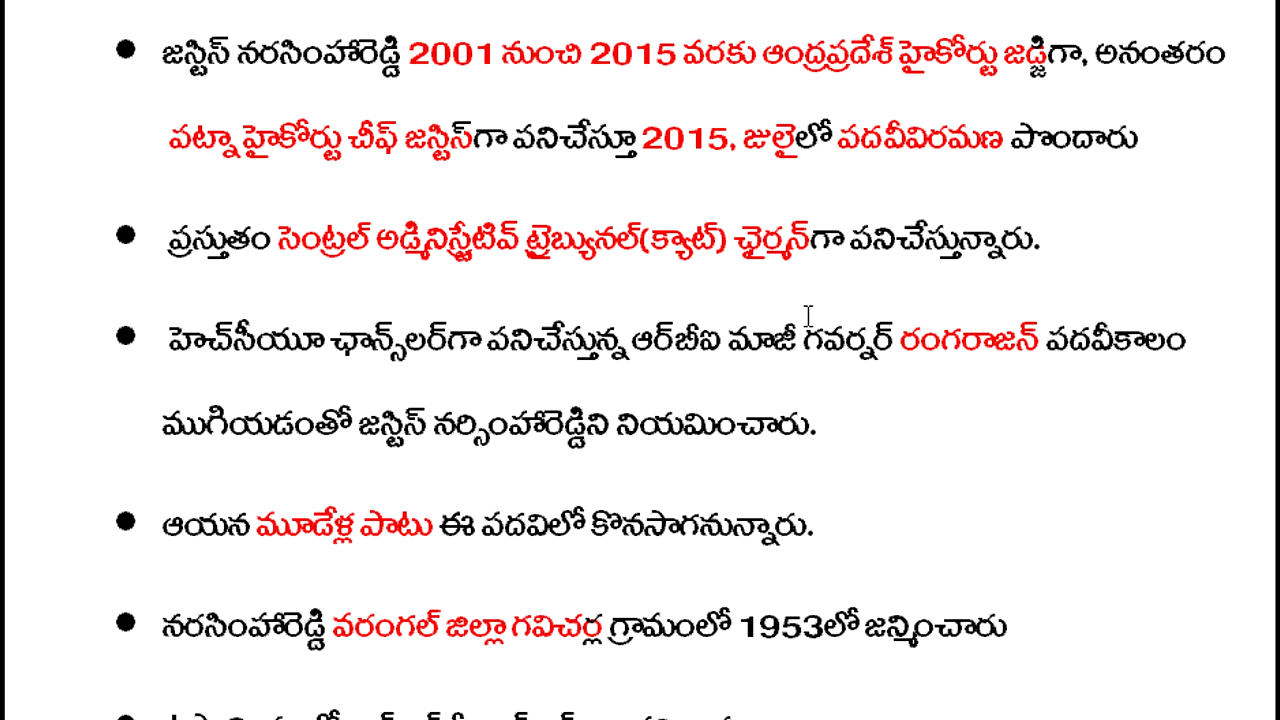 జస్టిస్ నరసింహారెడ్డి 2001 నుంచి 2015 వరకు ఆంద్రప్రదేశ్ హైకోర్టు జడ్జిగా, అనంతరం
పట్నా హైకోర్టు చీఫ్ జస్టిస్‌గా పనిచేస్తూ 2015, జులైలో పదవీవిరమణ పొందారు
ప్రస్తుతం సెంట్రల్ అడ్మినిస్ట్రేటివ్ ట్రైబ్యునల్(క్యాట్) ఛైర్మన్‌గా పనిచేస్తున్నారు.
హెచ్‌సీయూ ఛాన్స్‌లర్‌గా పనిచేస్తున్న ఆర్‌బీఐ మాజీ గవర్నర్ రంగరాజన్ పదవీకాలం
ముగియడంతో జస్టిస్ నర్సింహారెడ్డిని నియమించారు.
ఆయన మూడేళ్ల పాటు ఈ పదవిలో కొనసాగనున్నారు.
నరసింహారెడ్డి వరంగల్ జిల్లా గవిచర్ల గ్రామంలో 1953లో జన్మించారు